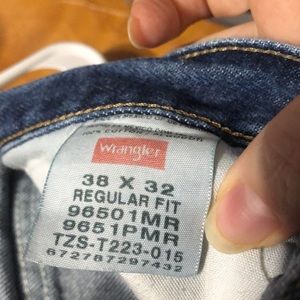 Wrangler
38 X 32
REGULAR FIT
96501MR
9651PMR
TZS-T223-015
672787297432